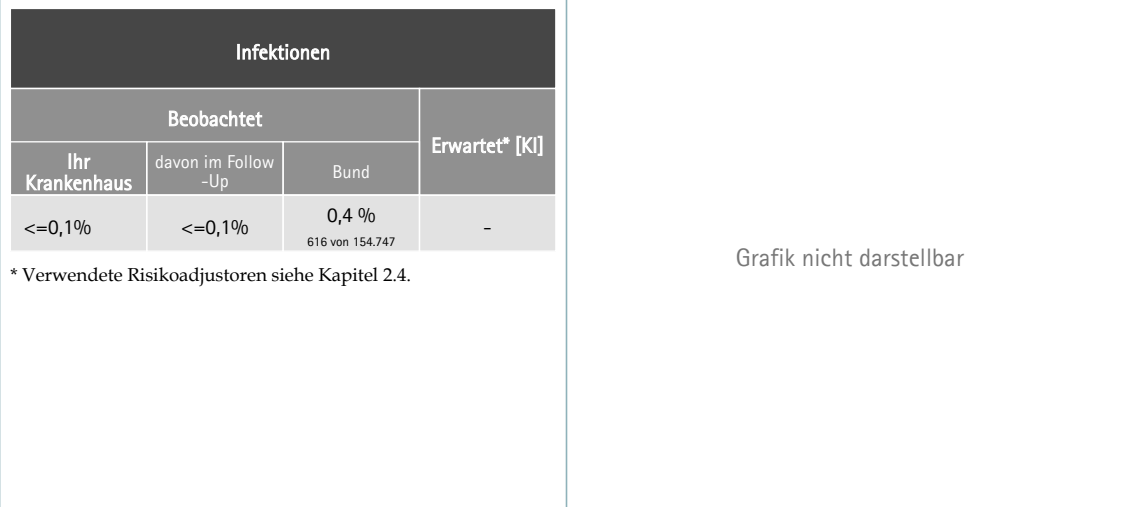 Infektionen
Beobachtet
Erwartet* [KI]
Ihr
Krankenhaus
davon im Follow
-Up
Bund
<=0,1%
<=0,1%
0,4 %
616 von 154.747
-
* Verwendete Risikoadjustoren siehe Kapitel 2.4.
Grafik nicht darstellbar